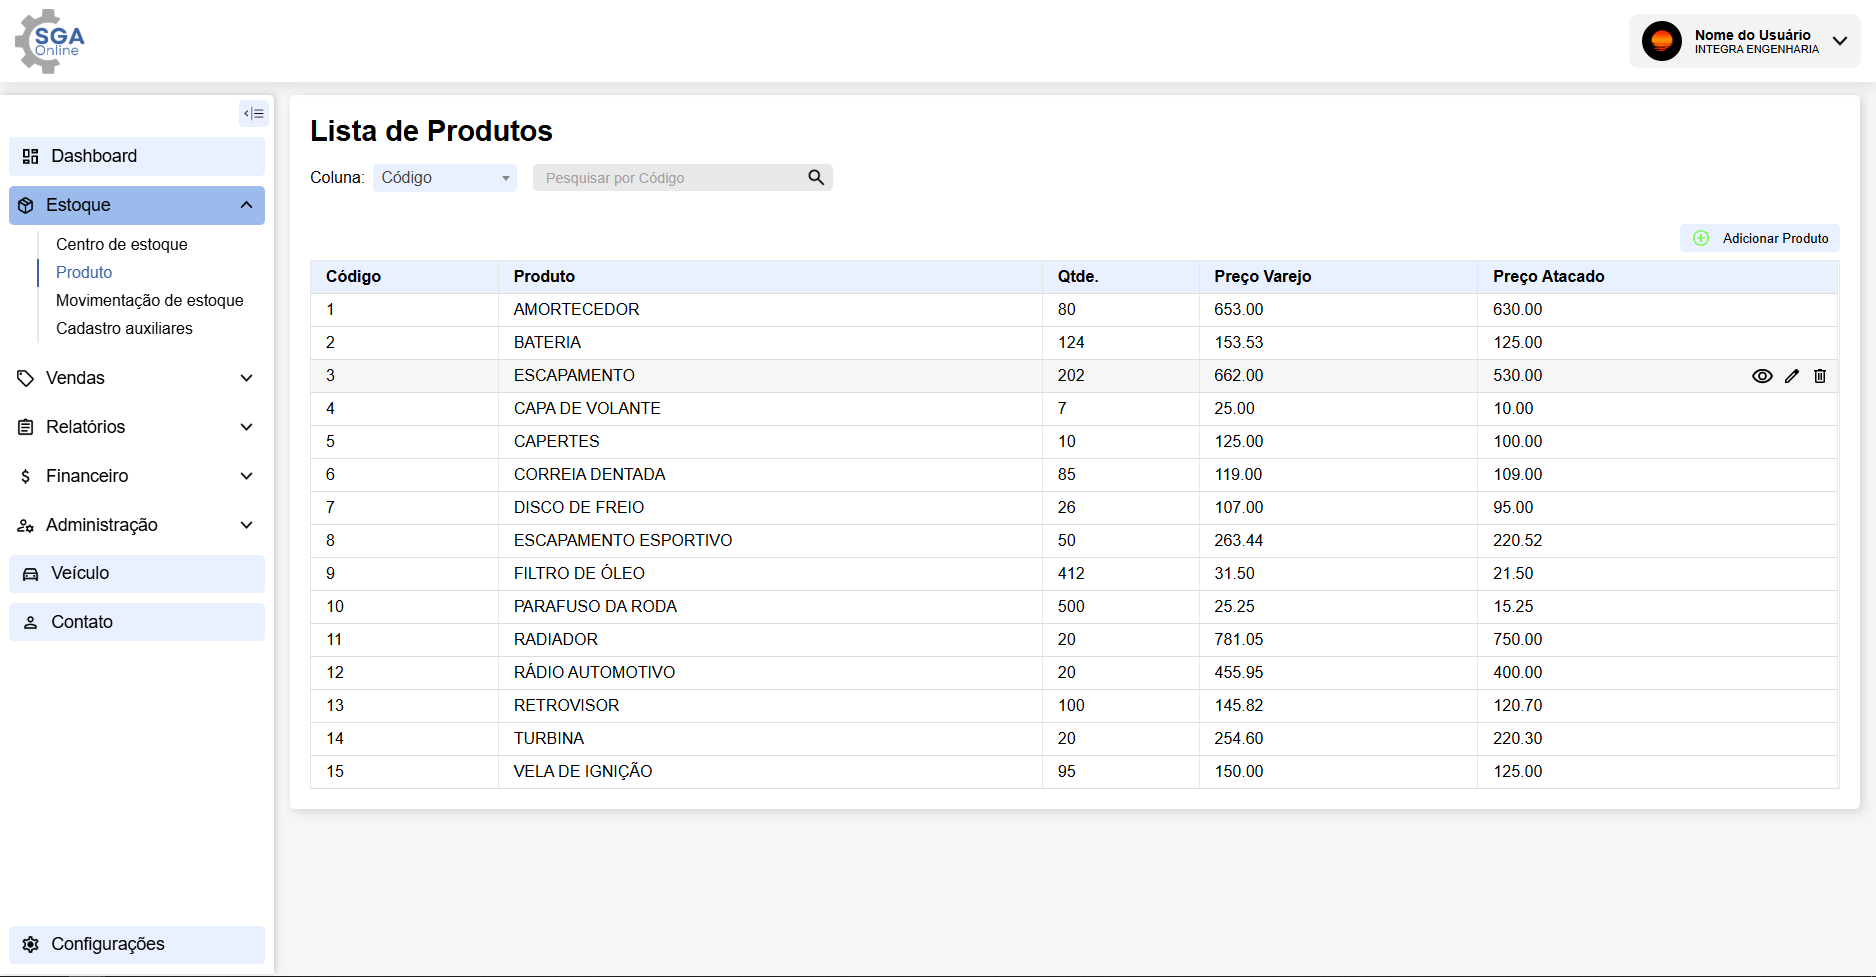 SGA
Online
Nome do Usuário
INTEGRA ENGENHARIA
Dashboard
Estoque
Centro de estoque
Produto
Movimentação de estoque
Cadastro auxiliares
Vendas
Relatórios
Financeiro
Administração
Veículo
Contato
Configurações
Lista de Produtos
Coluna: Código Pesquisar por Código
Adicionar Produto
Código Produto Qtde. Preço Varejo Preço Atacado
1 AMORTECEDOR 80 653.00 630.00
2 BATERIA 124 153.53 125.00
3 ESCAPAMENTO 202 662.00 530.00
4 CAPA DE VOLANTE 7 25.00 10.00
5 CAPERTES 10 125.00 100.00
6 CORREIA DENTADA 85 119.00 109.00
7 DISCO DE FREIO 26 107.00 95.00
8 ESCAPAMENTO ESPORTIVO 50 263.44 220.52
9 FILTRO DE ÓLEO 412 31.50 21.50
10 PARAFUSO DA RODA 500 25.25 15.25
11 RADIADOR 20 781.05 750.00
12 RÁDIO AUTOMOTIVO 20 455.95 400.00
13 RETROVISOR 100 145.82 120.70
14 TURBINA 20 254.60 220.30
15 VELA DE IGNIÇÃO 95 150.00 125.00